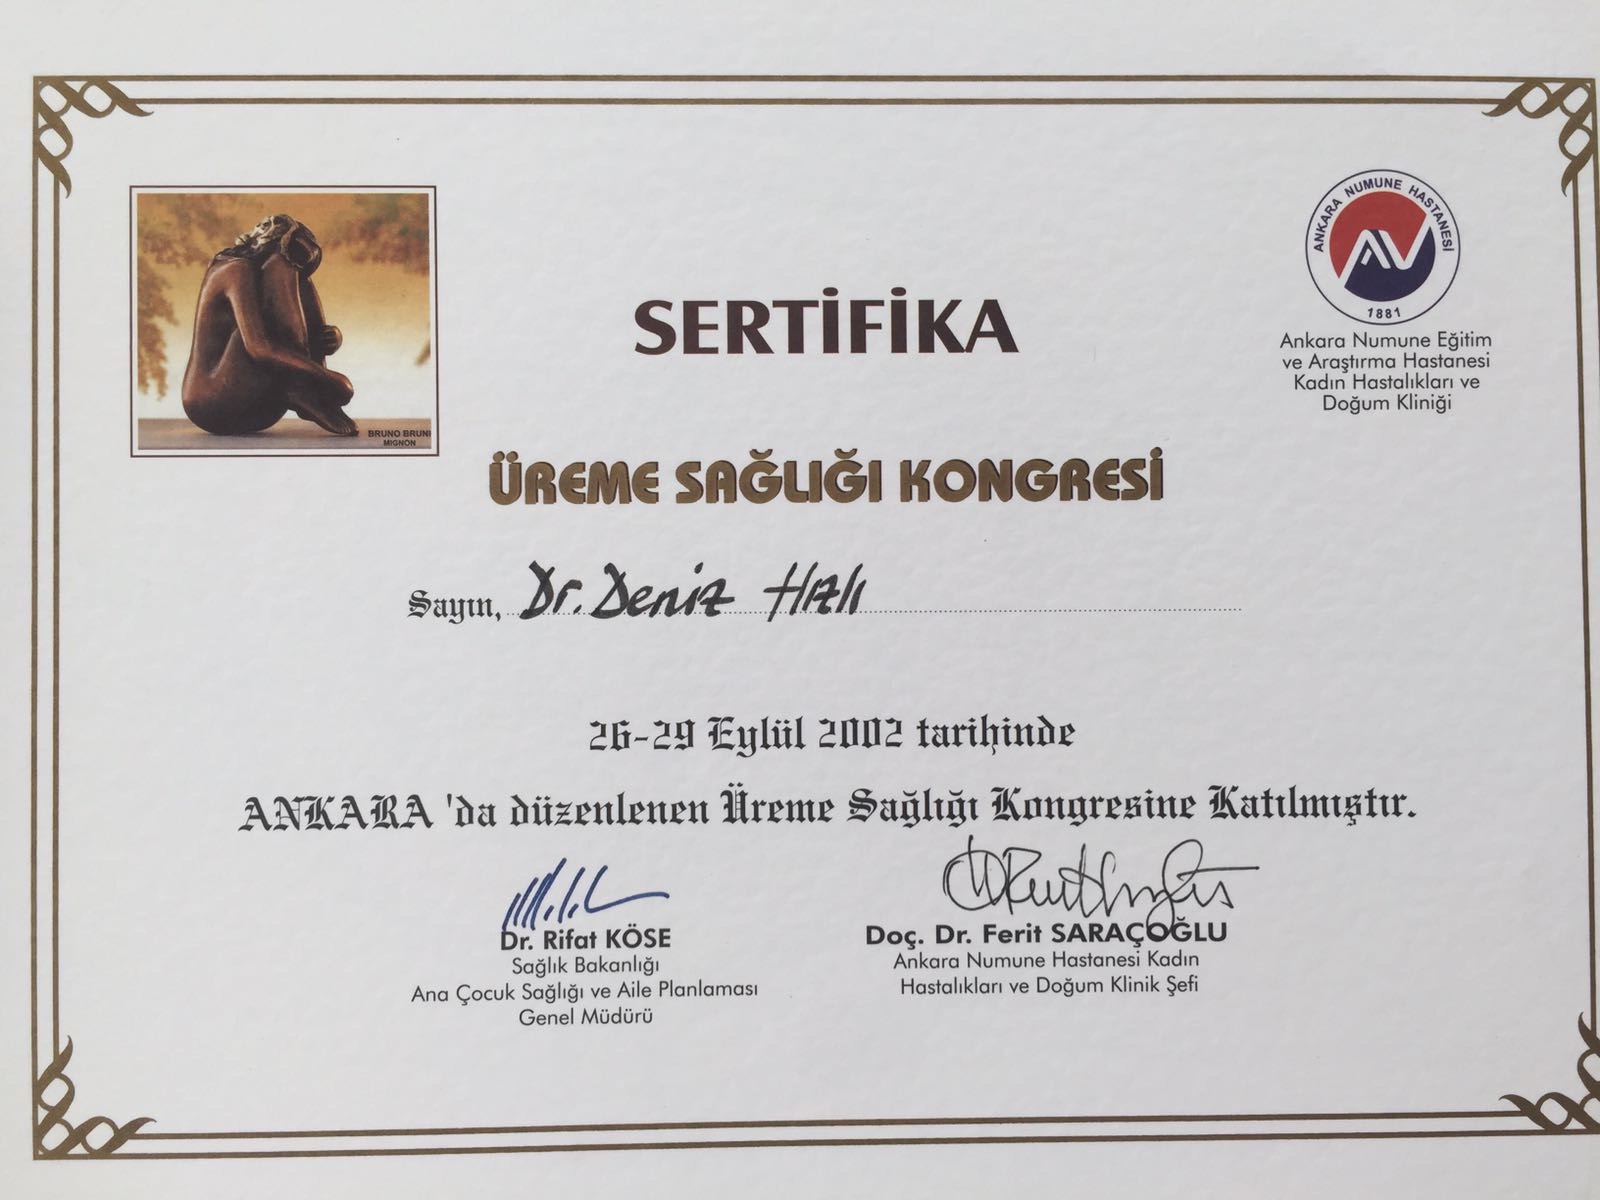 ANKARA NUMUNE HASTANESİ
1881
Ankara Numune Eğitim
ve Araştırma Hastanesi
Kadın Hastalıkları ve
Doğum Kliniği
BRUNO BRUNI
MIGNON
SERTİFİKA
ÜREME SAĞLIĞI KONGRESİ
Sayın, Dr. Deniz Hızlı
26-29 Eylül 2002 tarihinde
ANKARA 'da düzenlenen Üreme Sağlığı Kongresine Katılmıştır.
Dr. Rifat KÖSE
Sağlık Bakanlığı
Ana Çocuk Sağlığı ve Aile Planlaması
Genel Müdürü
Doç. Dr. Ferit SARAÇOĞLU
Ankara Numune Hastanesi Kadın
Hastalıkları ve Doğum Klinik Şefi